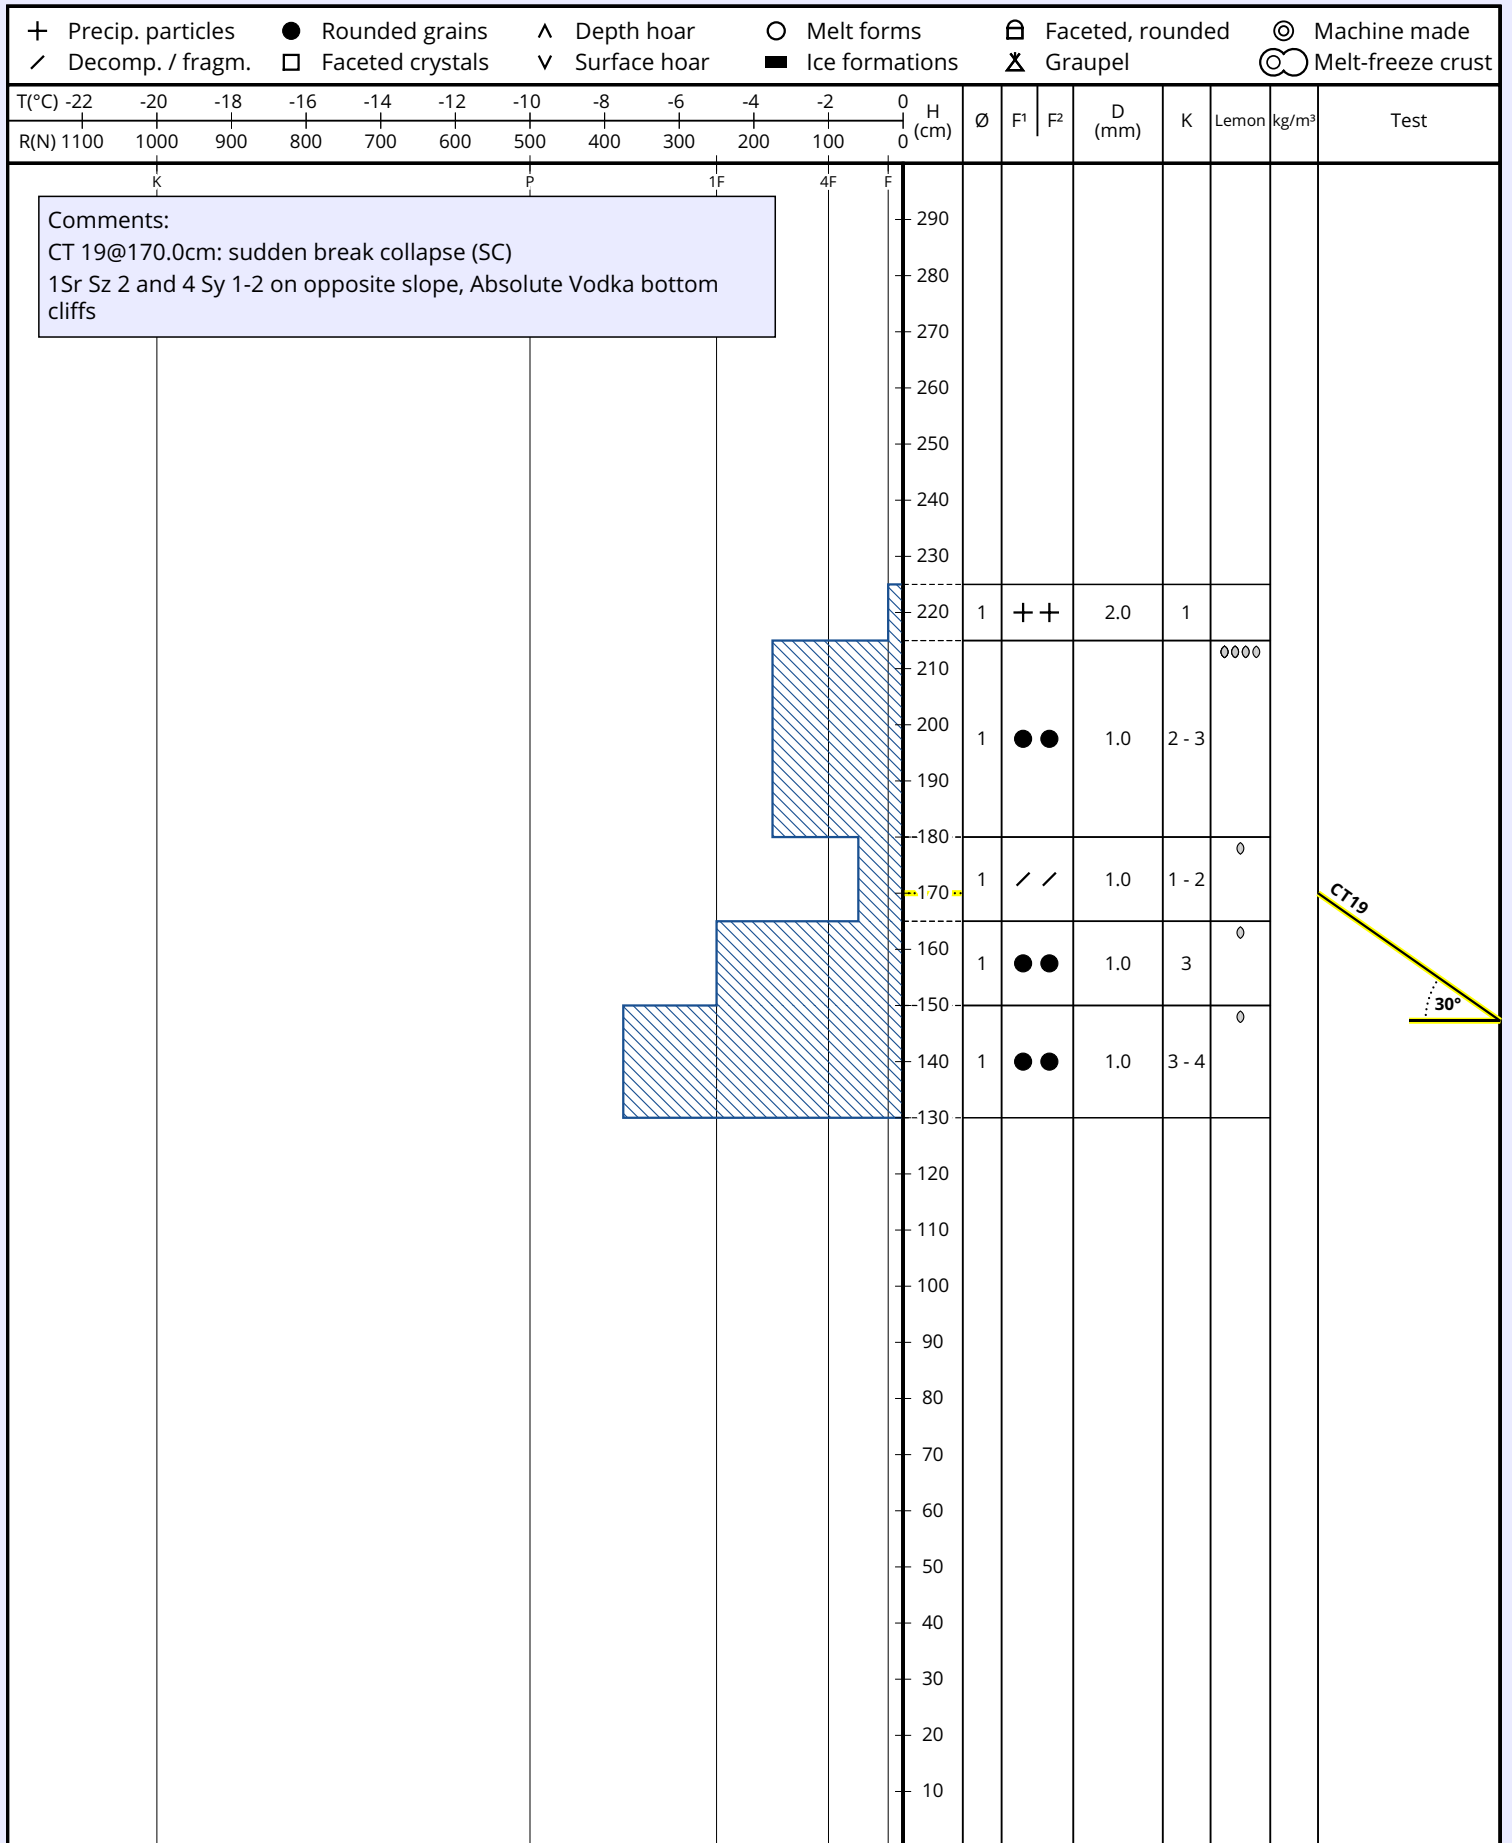 Precip. particles Rounded grains Depth hoar Melt forms Faceted, rounded Machine made
Decomp. / fragm. Faceted crystals Surface hoar Ice formations Graupel Melt-freeze crust
T(°C) -22 -20 -18 -16 -14 -12 -10 -8 -6 -4 -2 0
R(N) 1100 1000 900 800 700 600 500 400 300 200 100 0
H (cm) Ø F¹ F² D (mm) K Lemon kg/m³ Test
K P 1F 4F F
Comments:
CT 19@170.0cm: sudden break collapse (SC)
1Sr Sz 2 and 4 Sy 1-2 on opposite slope, Absolute Vodka bottom
cliffs
290
280
270
260
250
240
230
220 1 2.0 1
210
200
1 1.0 2 - 3
190
180
1 1.0 1 - 2
170 CT19
160
1 1.0 3
150 30°
140 1 1.0 3 - 4
130
120
110
100
90
80
70
60
50
40
30
20
10